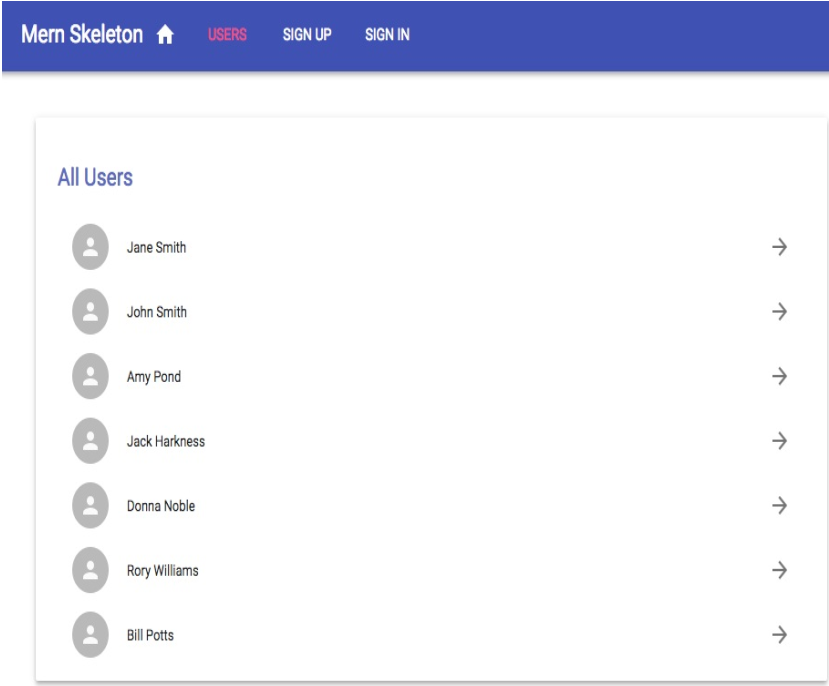 Mern Skeleton USERS SIGN UP SIGN IN
All Users
Jane Smith
John Smith
Amy Pond
Jack Harkness
Donna Noble
Rory Williams
Bill Potts